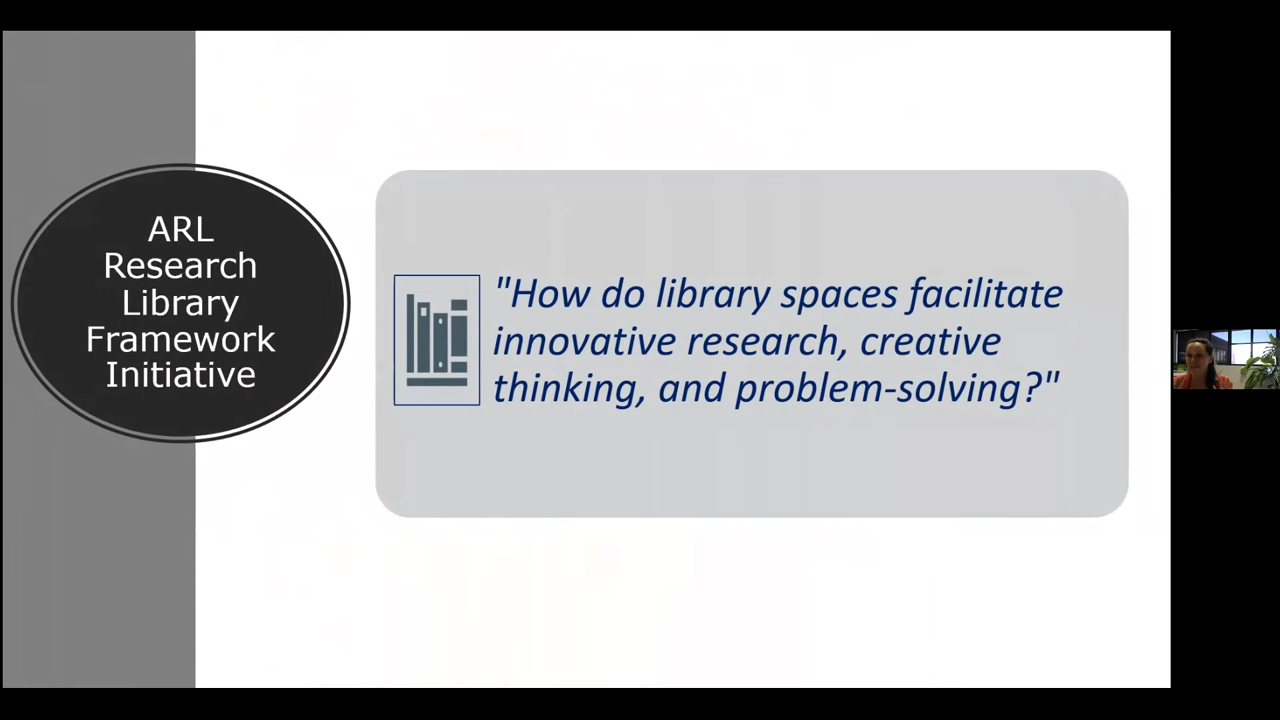 ARL
Research
Library
Framework
Initiative
"How do library spaces facilitate
innovative research, creative
thinking, and problem-solving?"